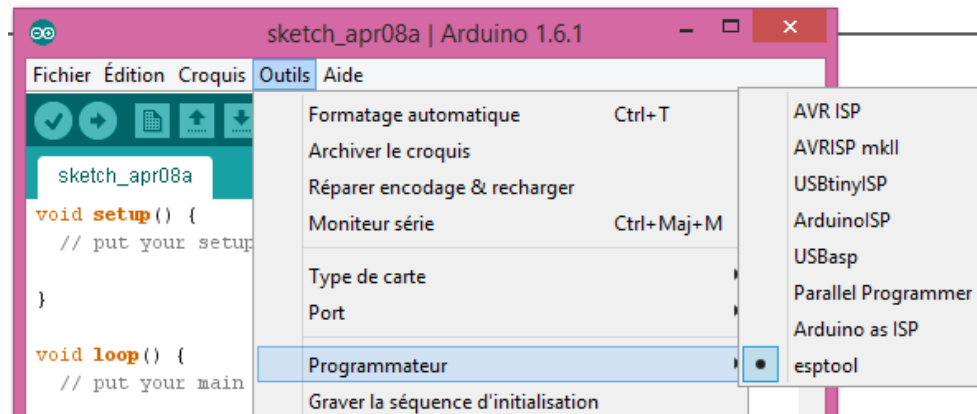 sketch_apr08a | Arduino 1.6.1
Fichier Édition Croquis Outils Aide
sketch_apr08a
void setup() {
// put your setup
}
void loop() {
// put your main
Formatage automatique Ctrl+T
Archiver le croquis
Réparer encodage & recharger
Moniteur série Ctrl+Maj+M
Type de carte
Port
Programmateur
Graver la séquence d'initialisation
AVR ISP
AVRISP mkII
USBtinyISP
ArduinoISP
USBasp
Parallel Programmer
Arduino as ISP
esptool